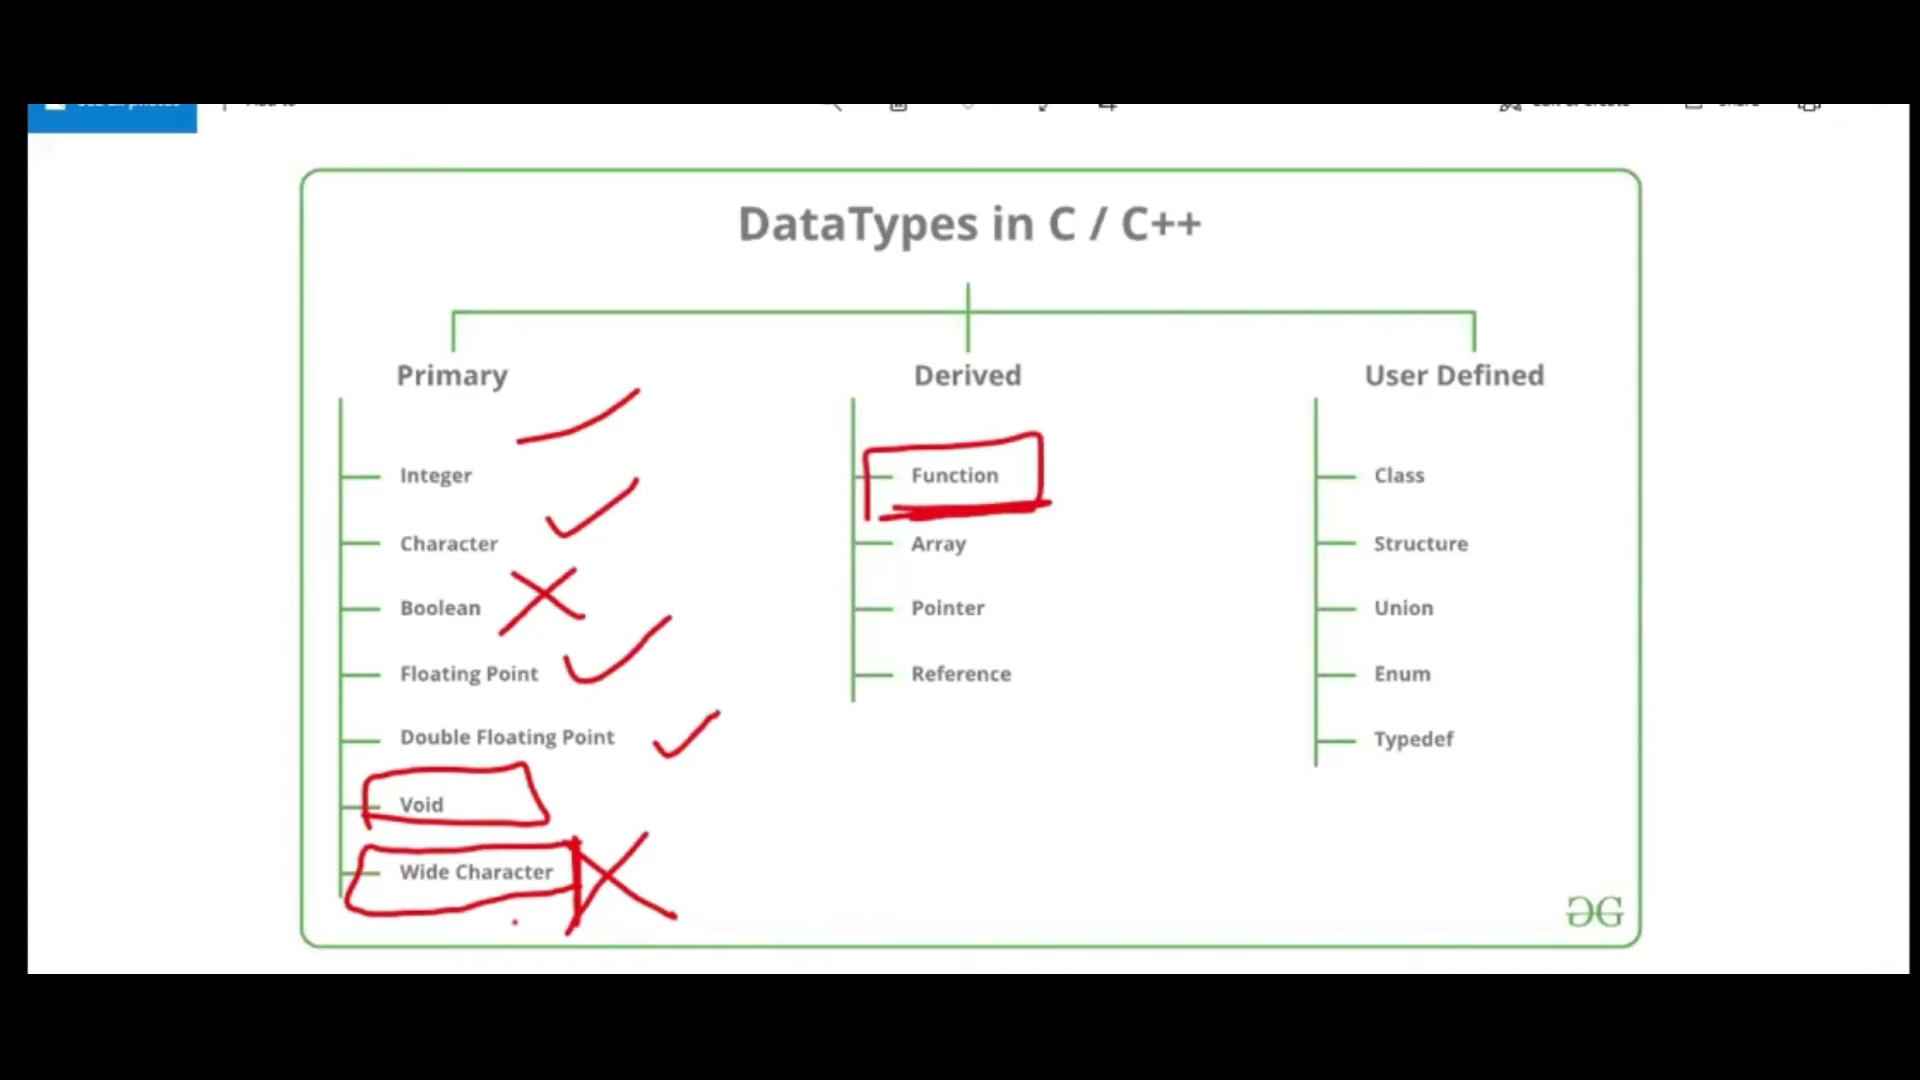 DataTypes in C / C++
Primary
Integer
Character
Boolean
Floating Point
Double Floating Point
Void
Wide Character
Derived
Function
Array
Pointer
Reference
User Defined
Class
Structure
Union
Enum
Typedef